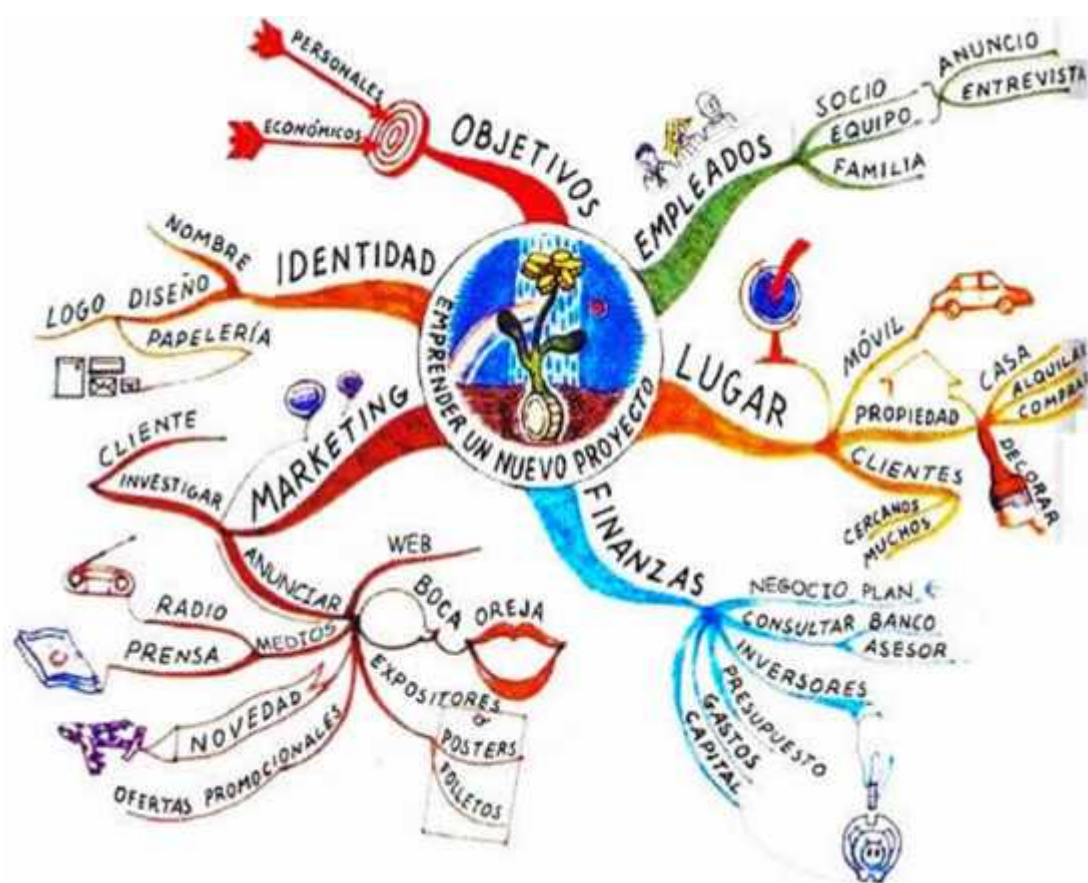 EMPRENDER UN NUEVO PROYECTO
OBJETIVOS
PERSONALES
ECONÓMICOS
EMPLEADOS
SOCIO
EQUIPO
FAMILIA
ANUNCIO
ENTREVISTA
LUGAR
MÓVIL
PROPIEDAD
CASA
ALQUILAR
COMPRAR
DECORAR
CLIENTES
CERCANOS
MUCHOS
FINANZAS
NEGOCIO PLAN
CONSULTAR BANCO
ASESOR
INVERSORES
PRESUPUESTO
GASTOS
CAPITAL
MARKETING
CLIENTE
INVESTIGAR
ANUNCIAR
WEB
BOCA OREJA
MEDIOS
RADIO
PRENSA
EXPOSITORES
POSTERS
FOLLETOS
NOVEDAD
OFERTAS PROMOCIONALES
IDENTIDAD
NOMBRE
DISEÑO
LOGO
PAPELERÍA